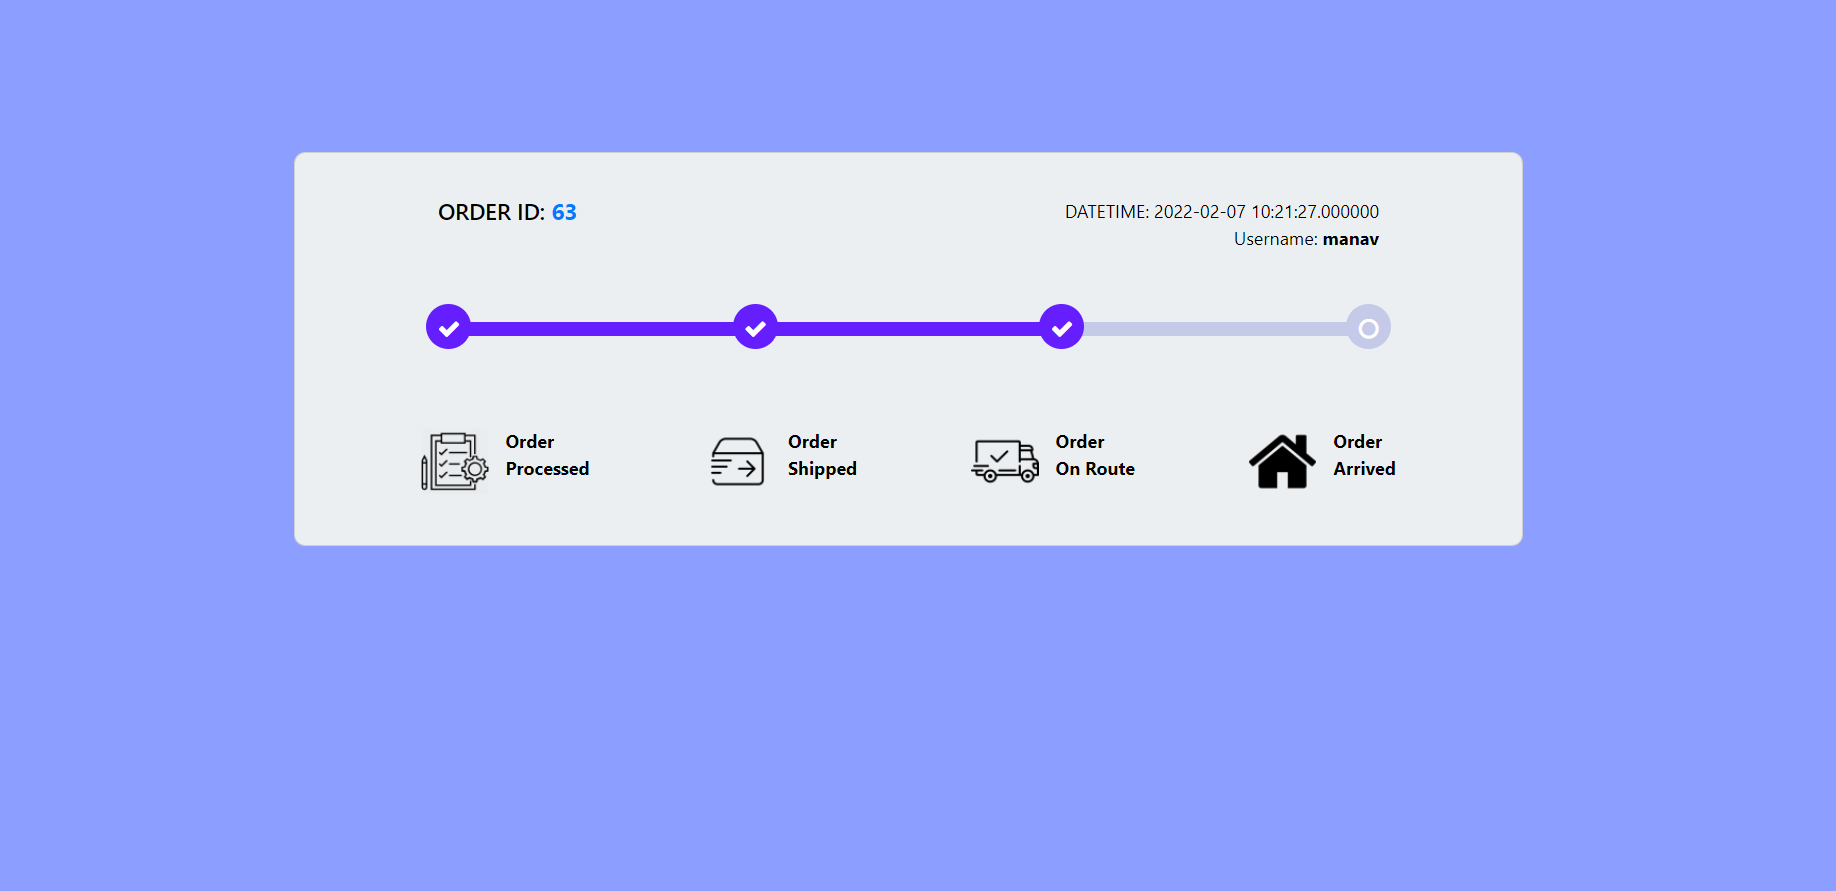 ORDER ID: 63
DATETIME: 2022-02-07 10:21:27.000000
Username: manav
Order
Processed
Order
Shipped
Order
On Route
Order
Arrived